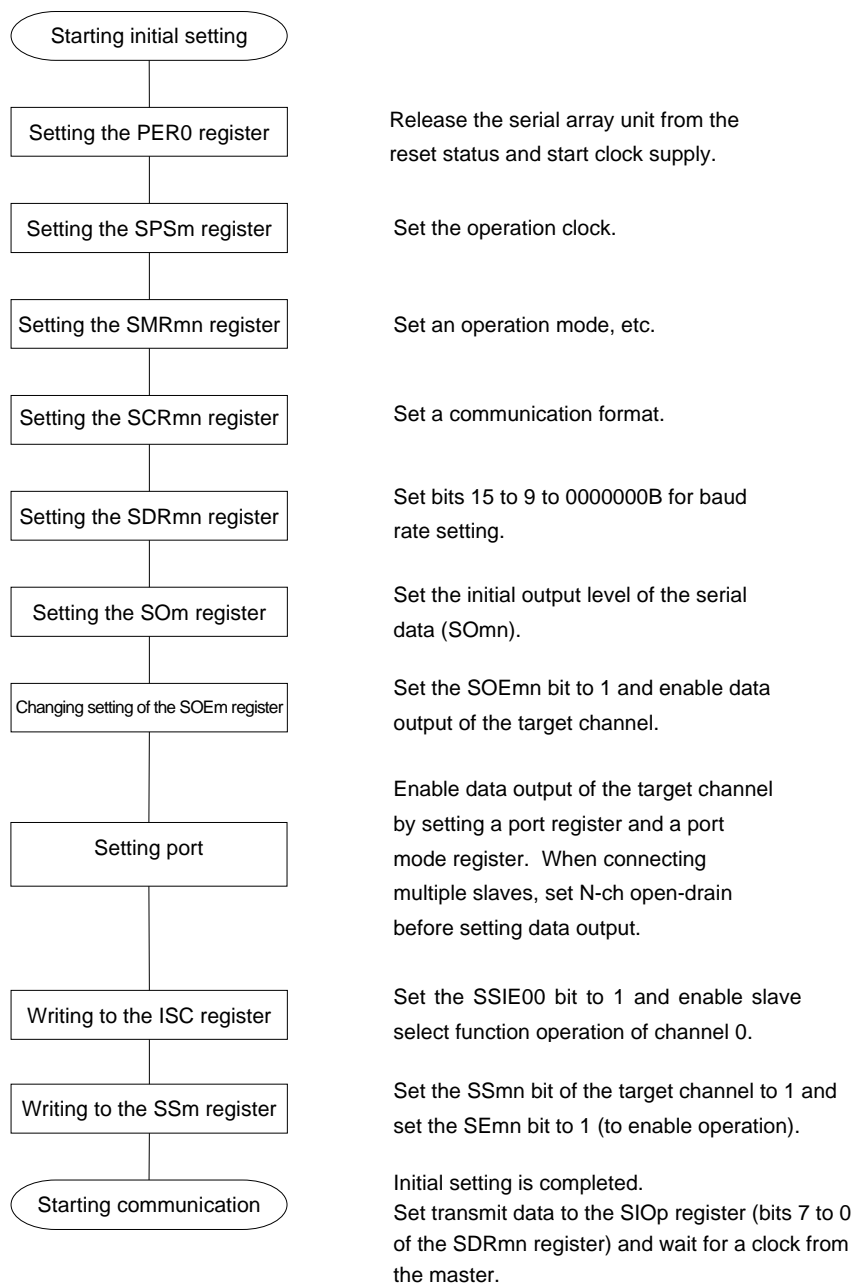 Starting initial setting
Setting the PER0 register
Release the serial array unit from the
reset status and start clock supply.
Setting the SPSm register
Set the operation clock.
Setting the SMRmn register
Set an operation mode, etc.
Setting the SCRmn register
Set a communication format.
Setting the SDRmn register
Set bits 15 to 9 to 0000000B for baud
rate setting.
Setting the SOm register
Set the initial output level of the serial
data (SOmn).
Changing setting of the SOEm register
Set the SOEmn bit to 1 and enable data
output of the target channel.
Setting port
Enable data output of the target channel
by setting a port register and a port
mode register. When connecting
multiple slaves, set N-ch open-drain
before setting data output.
Writing to the ISC register
Set the SSIE00 bit to 1 and enable slave
select function operation of channel 0.
Writing to the SSm register
Set the SSmn bit of the target channel to 1 and
set the SEmn bit to 1 (to enable operation).
Starting communication
Initial setting is completed.
Set transmit data to the SIOp register (bits 7 to 0
of the SDRmn register) and wait for a clock from
the master.